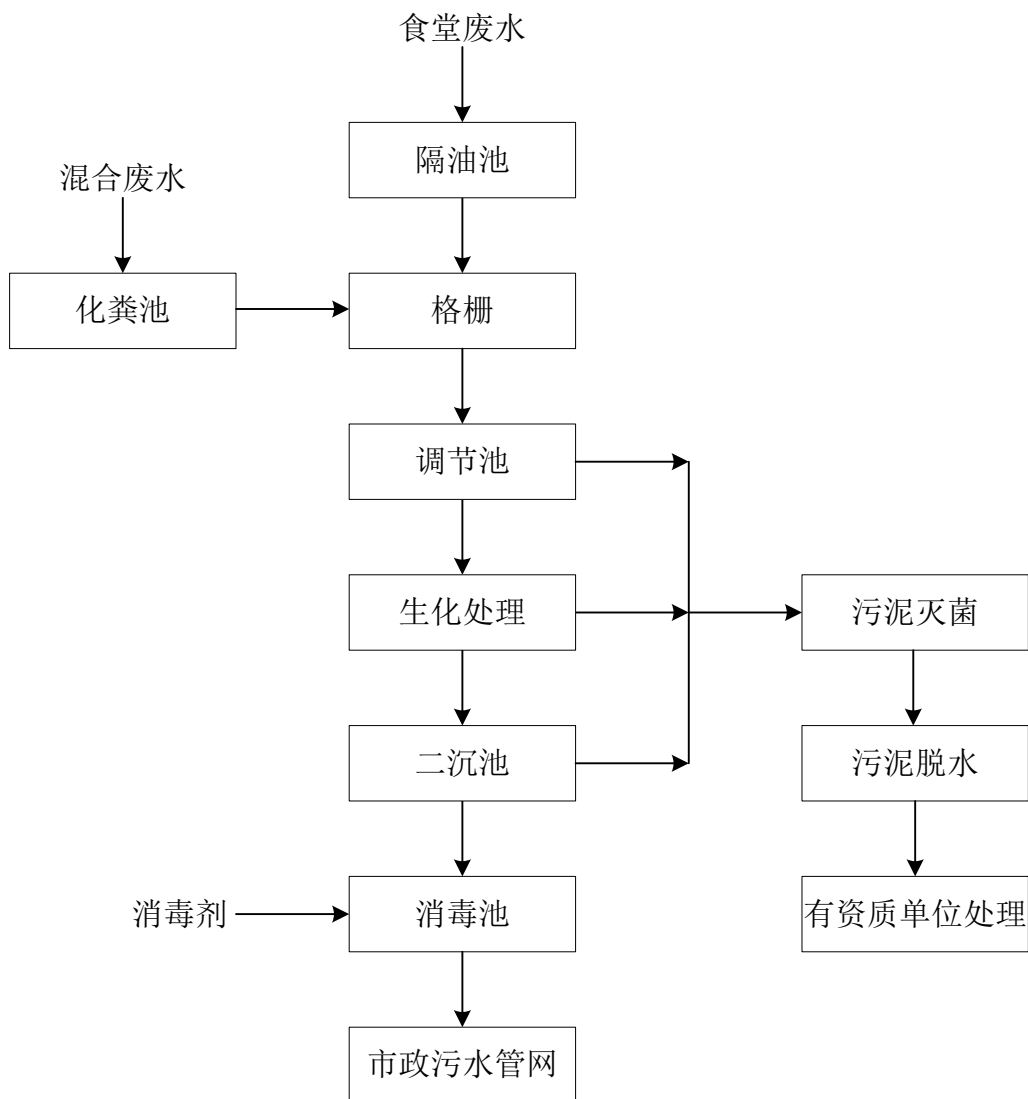 食堂废水
隔油池
混合废水
化粪池
格栅
调节池
生化处理
污泥灭菌
二沉池
污泥脱水
消毒剂
消毒池
有资质单位处理
市政污水管网